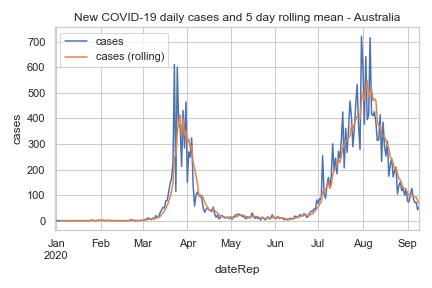 New COVID-19 daily cases and 5 day rolling mean - Australia
cases
cases (rolling)
700
600
500
400
300
200
100
0
cases
Jan Feb Mar Apr May Jun Jul Aug Sep
2020
dateRep